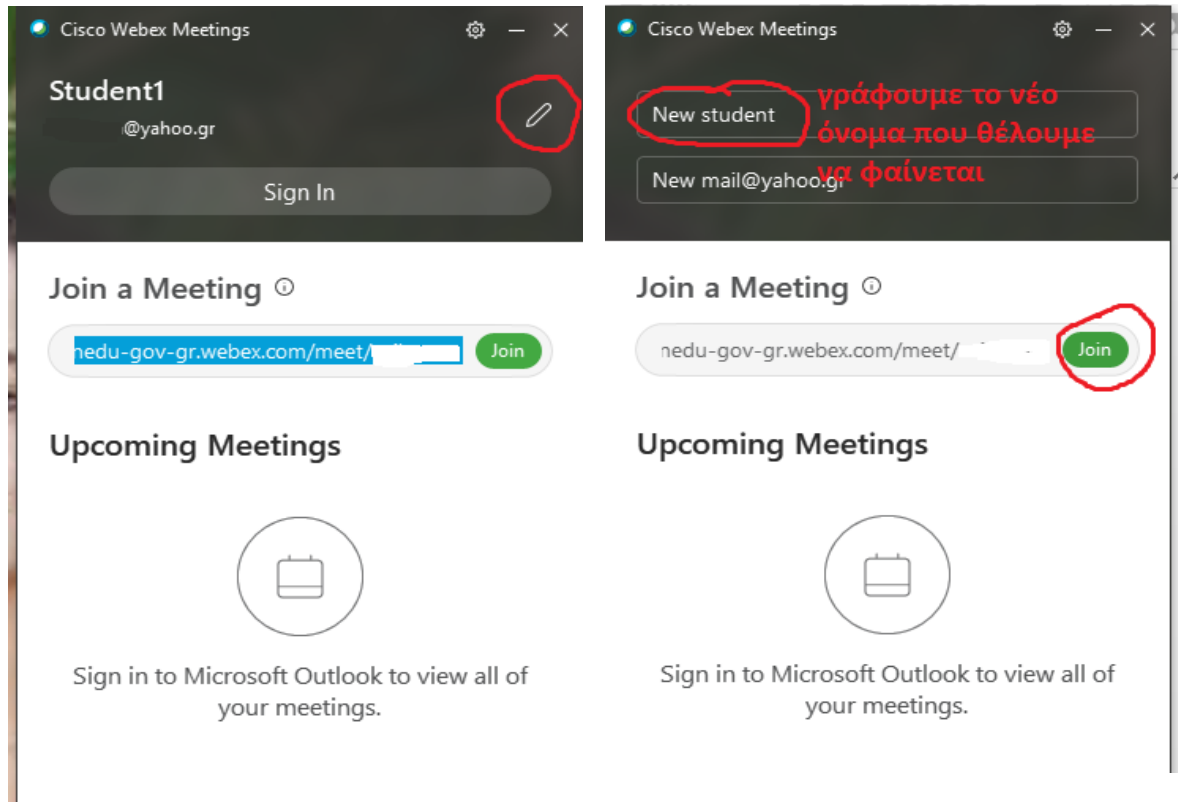 Cisco Webex Meetings
Student1
@yahoo.gr
Sign In
Join a Meeting
nedu-gov-gr.webex.com/meet/
Join
Upcoming Meetings
Sign in to Microsoft Outlook to view all of
your meetings.
Cisco Webex Meetings
New student
γράφουμε το νέο
όνομα που θέλουμε
να φαίνεται
New mail@yahoo.gr
Join a Meeting
nedu-gov-gr.webex.com/meet/
Join
Upcoming Meetings
Sign in to Microsoft Outlook to view all of
your meetings.